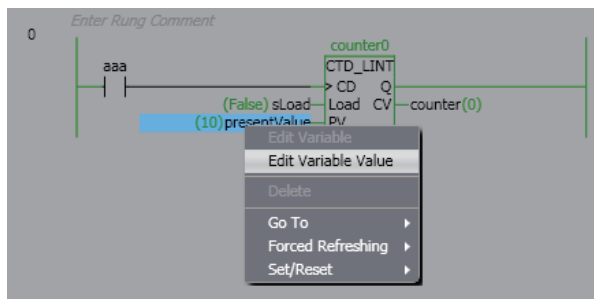 Enter Rung Comment
0
counter0
aaa
CTD_LINT
> CD Q
(False) sLoad Load CV counter(0)
(10)presentValue PV
Edit Variable
Edit Variable Value
Delete
Go To
Forced Refreshing
Set/Reset